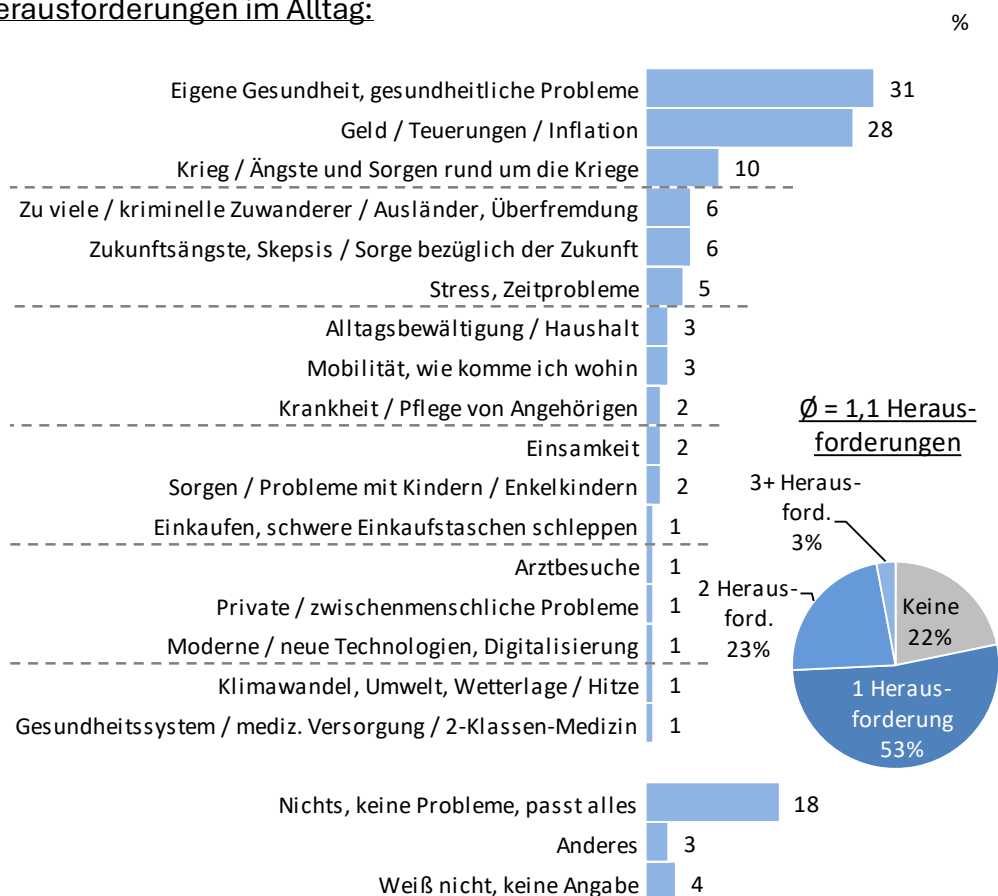 erausforderungen im Alltag:
%
Eigene Gesundheit, gesundheitliche Probleme 31
Geld / Teuerungen / Inflation 28
Krieg / Ängste und Sorgen rund um die Kriege 10
Zu viele / kriminelle Zuwanderer / Ausländer, Überfremdung 6
Zukunftsängste, Skepsis / Sorge bezüglich der Zukunft 6
Stress, Zeitprobleme 5
Alltagsbewältigung / Haushalt 3
Mobilität, wie komme ich wohin 3
Krankheit / Pflege von Angehörigen 2
Einsamkeit 2
Sorgen / Probleme mit Kindern / Enkelkindern 2
Einkaufen, schwere Einkaufstaschen schleppen 1
Arztbesuche 1
Private / zwischenmenschliche Probleme 1
Moderne / neue Technologien, Digitalisierung 1
Klimawandel, Umwelt, Wetterlage / Hitze 1
Gesundheitssystem / mediz. Versorgung / 2-Klassen-Medizin 1
Nichts, keine Probleme, passt alles 18
Anderes 3
Weiß nicht, keine Angabe 4
Ø = 1,1 Heraus-
forderungen
3+ Heraus-
ford.
3%
2 Heraus-
ford.
23%
Keine
22%
1 Heraus-
forderung
53%